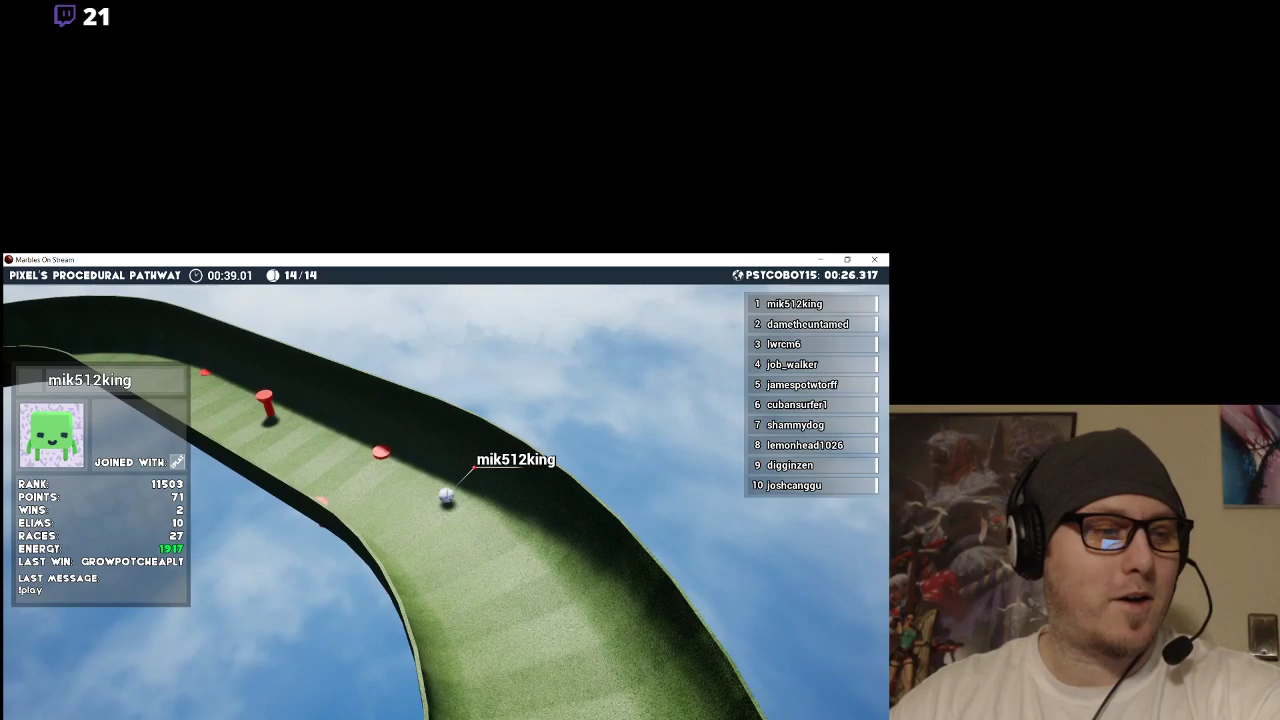 21
Marbles On Stream
PIXEL'S PROCEDURAL PATHWAY 00:39.01 14/14 PSYCOBOY15: 00:26.317
1 mik512king
2 dametheuntamed
3 lwrcm6
4 job_walker
5 jamespotwtorff
6 cubansurfer1
7 shammydog
8 lemonhead1026
9 digginzen
10 joshcanggu
mik512king
JOINED WITH:
RANK: 11503
POINTS: 71
WINS: 2
ELIMS: 10
RACES: 27
ENERGY: 1917
LAST WIN: GROWPOTCHEAPLY
LAST MESSAGE:
!play
mik512king